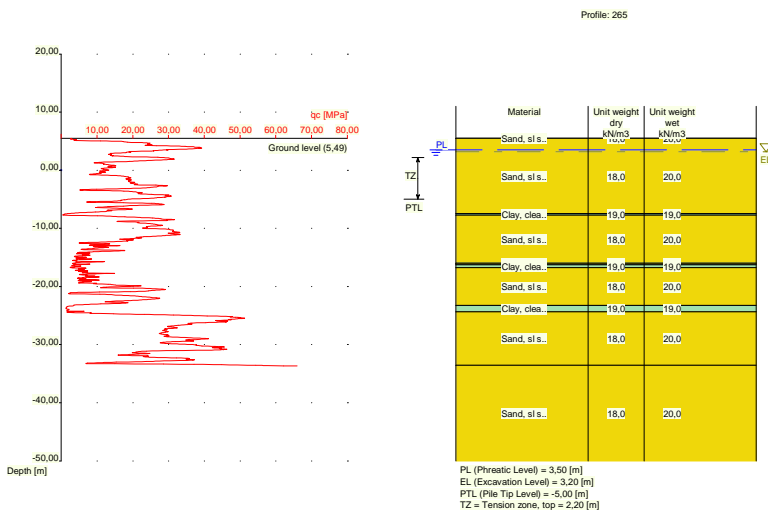 Profile: 265
20,00
10,00
0,00
-10,00
-20,00
-30,00
-40,00
-50,00
Depth [m]
qc [MPa]
10,00 20,00 30,00 40,00 50,00 60,00 70,00 80,00
Ground level (5,49)
TZ
PTL
PL
EL
Material Unit weight Unit weight
dry wet
kN/m3 kN/m3
Sand, sl s.. 18,0 20,0
Sand, sl s.. 18,0 20,0
Clay, clea.. 19,0 19,0
Sand, sl s.. 18,0 20,0
Clay, clea.. 19,0 19,0
Sand, sl s.. 18,0 20,0
Clay, clea.. 19,0 19,0
Sand, sl s.. 18,0 20,0
Sand, sl s.. 18,0 20,0
PL (Phreatic Level) = 3,50 [m]
EL (Excavation Level) = 3,20 [m]
PTL (Pile Tip Level) = -5,00 [m]
TZ = Tension zone, top = 2,20 [m]